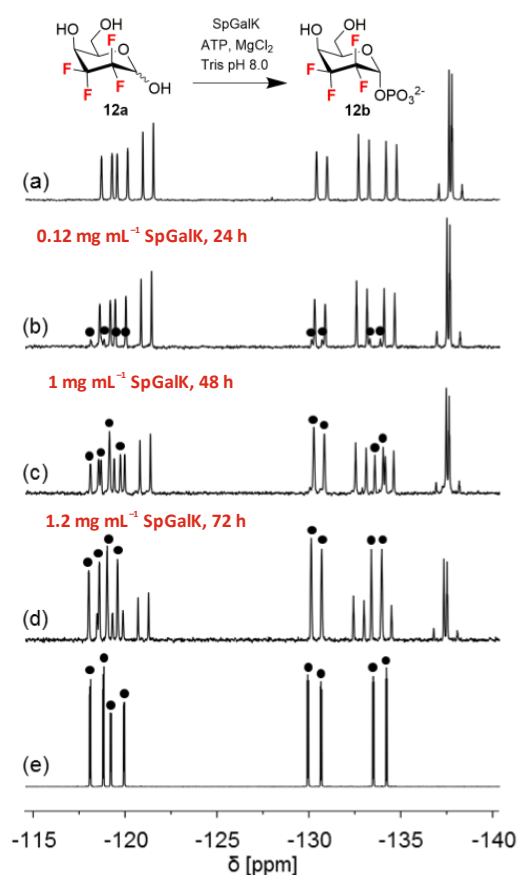 OH
HO
O
F
F
F
F
OH
12a
SpGalK
ATP, MgCl₂
Tris pH 8.0
OH
HO
O
F
F
F
F
OPO₃²⁻
12b
(a)
0.12 mg mL⁻¹ SpGalK, 24 h
(b)
1 mg mL⁻¹ SpGalK, 48 h
(c)
1.2 mg mL⁻¹ SpGalK, 72 h
(d)
(e)
-115 -120 -125 -130 -135 -140
δ [ppm]